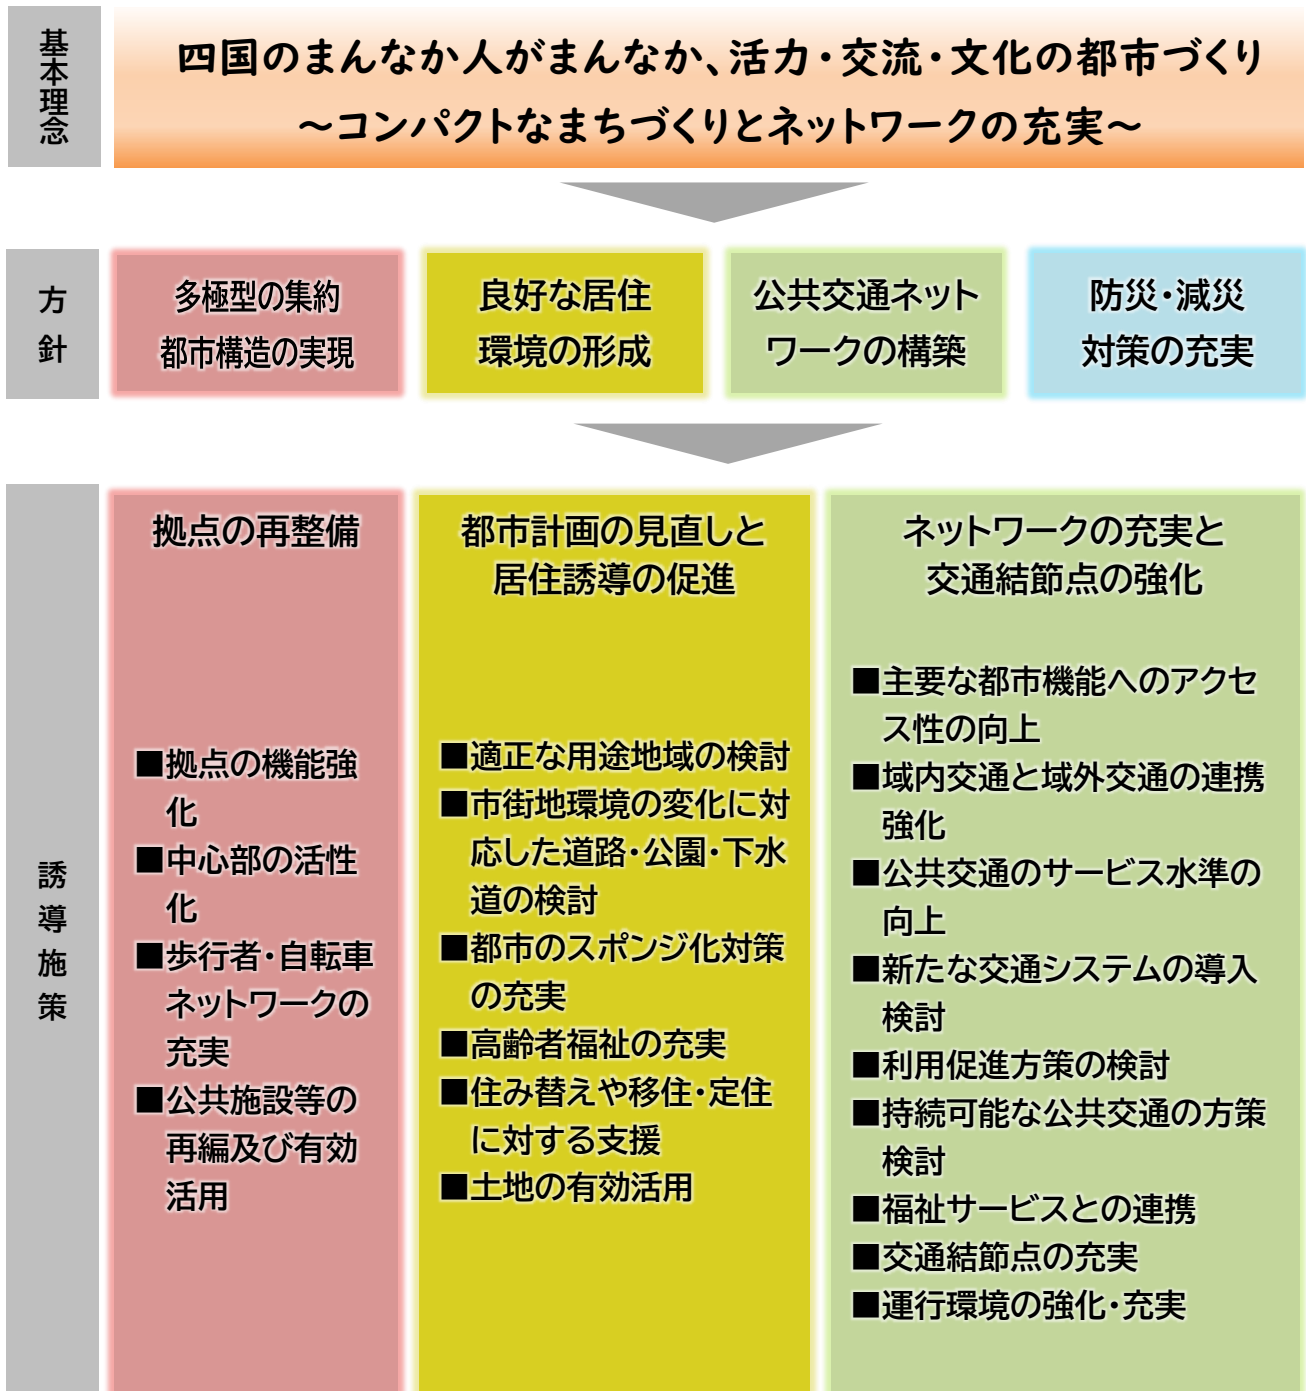 基本理念
四国のまんなか人がまんなか、活力・交流・文化の都市づくり
～コンパクトなまちづくりとネットワークの充実～
方針
多極型の集約
都市構造の実現
良好な居住
環境の形成
公共交通ネット
ワークの構築
防災・減災
対策の充実
誘導施策
拠点の再整備
■拠点の機能強
化
■中心部の活性
化
■歩行者・自転車
ネットワークの
充実
■公共施設等の
再編及び有効
活用
都市計画の見直しと
居住誘導の促進
■適正な用途地域の検討
■市街地環境の変化に対
応した道路・公園・下水
道の検討
■都市のスポンジ化対策
の充実
■高齢者福祉の充実
■住み替えや移住・定住
に対する支援
■土地の有効活用
ネットワークの充実と
交通結節点の強化
■主要な都市機能へのアクセ
ス性の向上
■域内交通と域外交通の連携
強化
■公共交通のサービス水準の
向上
■新たな交通システムの導入
検討
■利用促進方策の検討
■持続可能な公共交通の方策
検討
■福祉サービスとの連携
■交通結節点の充実
■運行環境の強化・充実